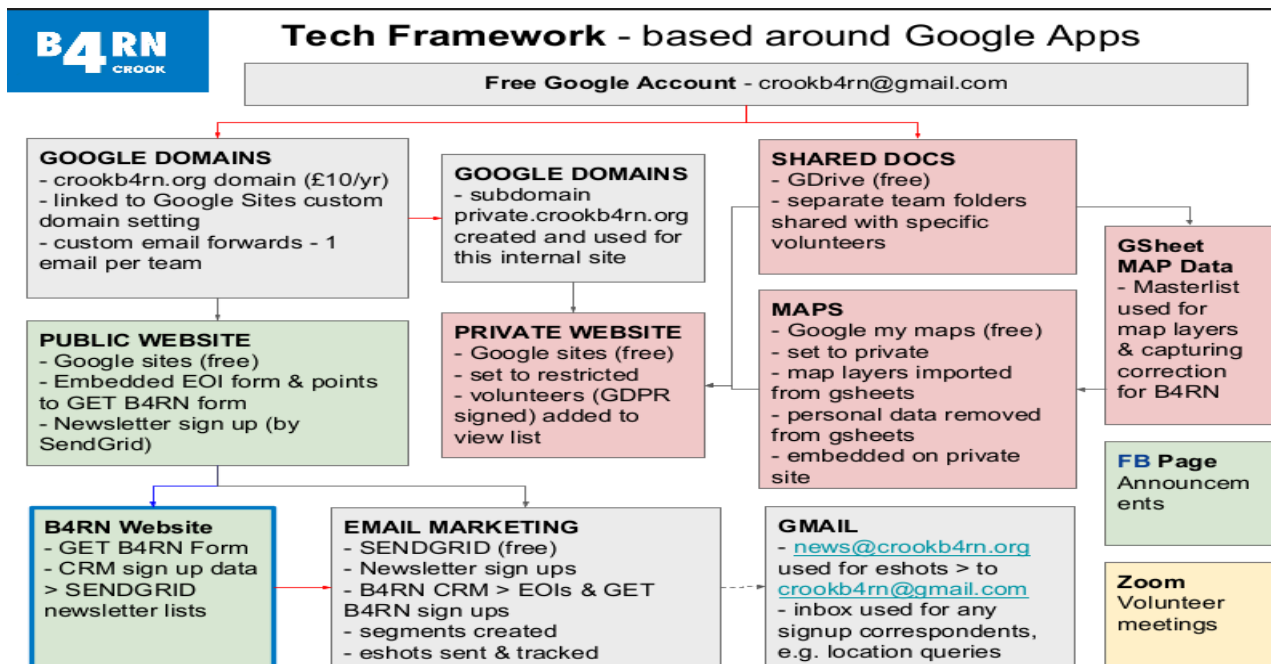 B4RN
CROOK
Tech Framework - based around Google Apps
Free Google Account - crookb4rn@gmail.com
GOOGLE DOMAINS
- crookb4rn.org domain (£10/yr)
- linked to Google Sites custom
domain setting
- custom email forwards - 1
email per team
GOOGLE DOMAINS
- subdomain
private.crookb4rn.org
created and used for
this internal site
SHARED DOCS
- GDrive (free)
- separate team folders
shared with specific
volunteers
GSheet
MAP Data
- Masterlist
used for
map layers
& capturing
correction
for B4RN
PUBLIC WEBSITE
- Google sites (free)
- Embedded EOI form & points
to GET B4RN form
- Newsletter sign up (by
SendGrid)
PRIVATE WEBSITE
- Google sites (free)
- set to restricted
- volunteers (GDPR
signed) added to
view list
MAPS
- Google my maps (free)
- set to private
- map layers imported
from gsheets
- personal data removed
from gsheets
- embedded on private
site
FB Page
Announcem
ents
B4RN Website
- GET B4RN Form
- CRM sign up data
> SENDGRID
newsletter lists
EMAIL MARKETING
- SENDGRID (free)
- Newsletter sign ups
- B4RN CRM > EOIs & GET
B4RN sign ups
- segments created
- eshots sent & tracked
GMAIL
- news@crookb4rn.org
used for eshots > to
crookb4rn@gmail.com
- inbox used for any
signup correspondents,
e.g. location queries
Zoom
Volunteer
meetings